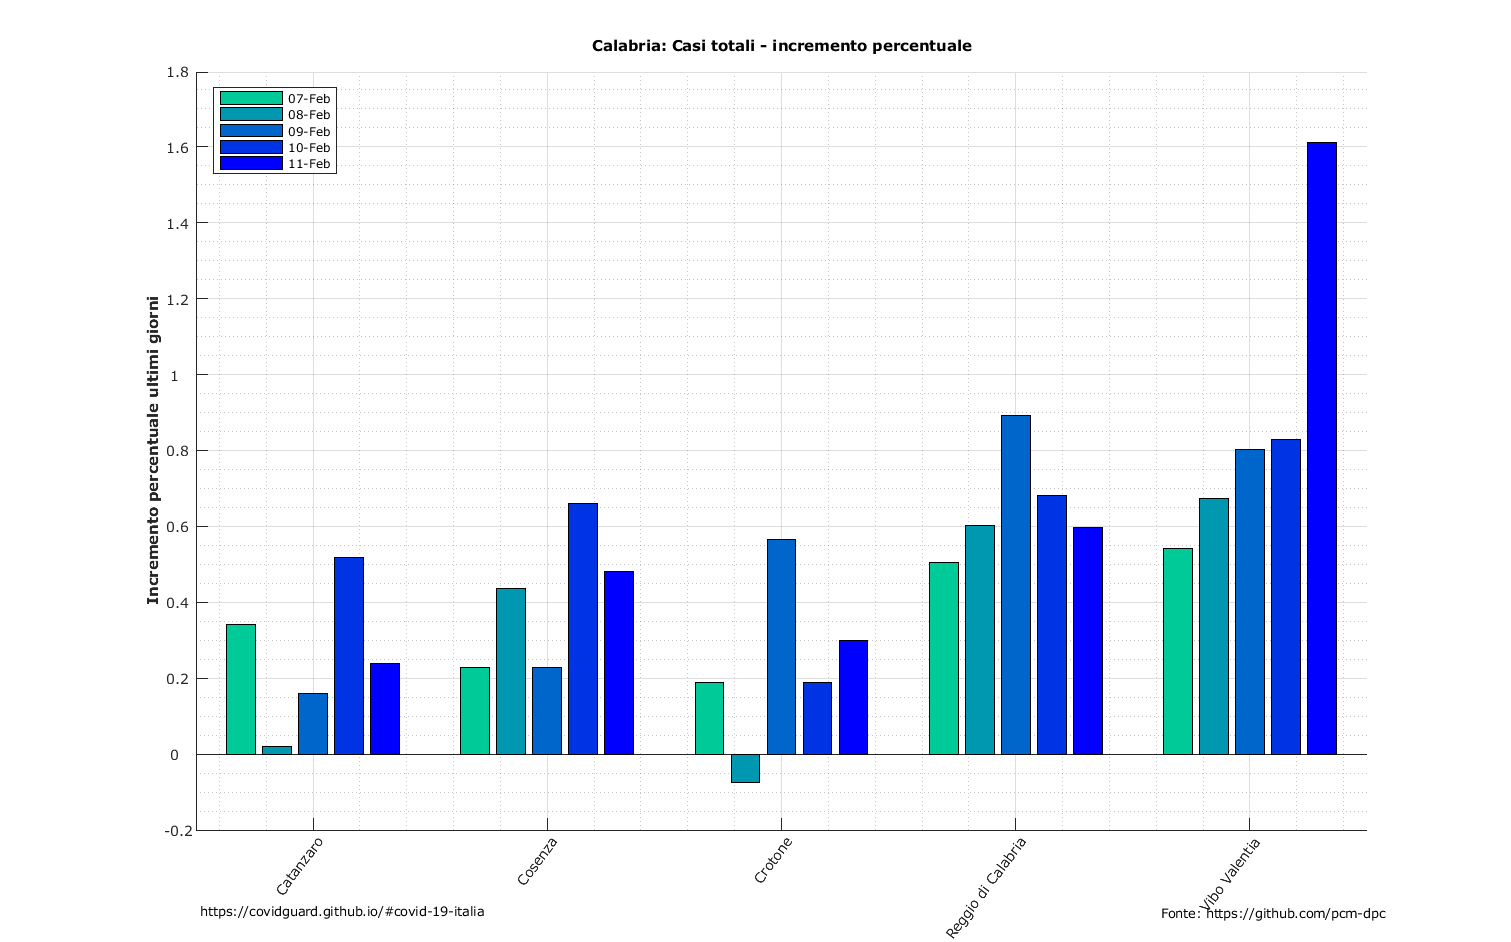 Calabria: Casi totali - incremento percentuale
1.8
1.6
1.4
1.2
1
0.8
0.6
0.4
0.2
0
-0.2
Incremento percentuale ultimi giorni
07-Feb
08-Feb
09-Feb
10-Feb
11-Feb
Catanzaro
Cosenza
Crotone
Reggio di Calabria
Vibo Valentia
https://covidguard.github.io/#covid-19-italia
Fonte: https://github.com/pcm-dpc